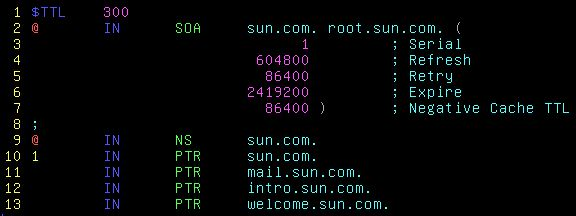 1 $TTL 300
2 @ IN SOA sun.com. root.sun.com. (
3 1 ; Serial
4 604800 ; Refresh
5 86400 ; Retry
6 2419200 ; Expire
7 86400 ) ; Negative Cache TTL
8 ;
9 @ IN NS sun.com.
10 1 IN PTR sun.com.
11 IN PTR mail.sun.com.
12 IN PTR intro.sun.com.
13 IN PTR welcome.sun.com.